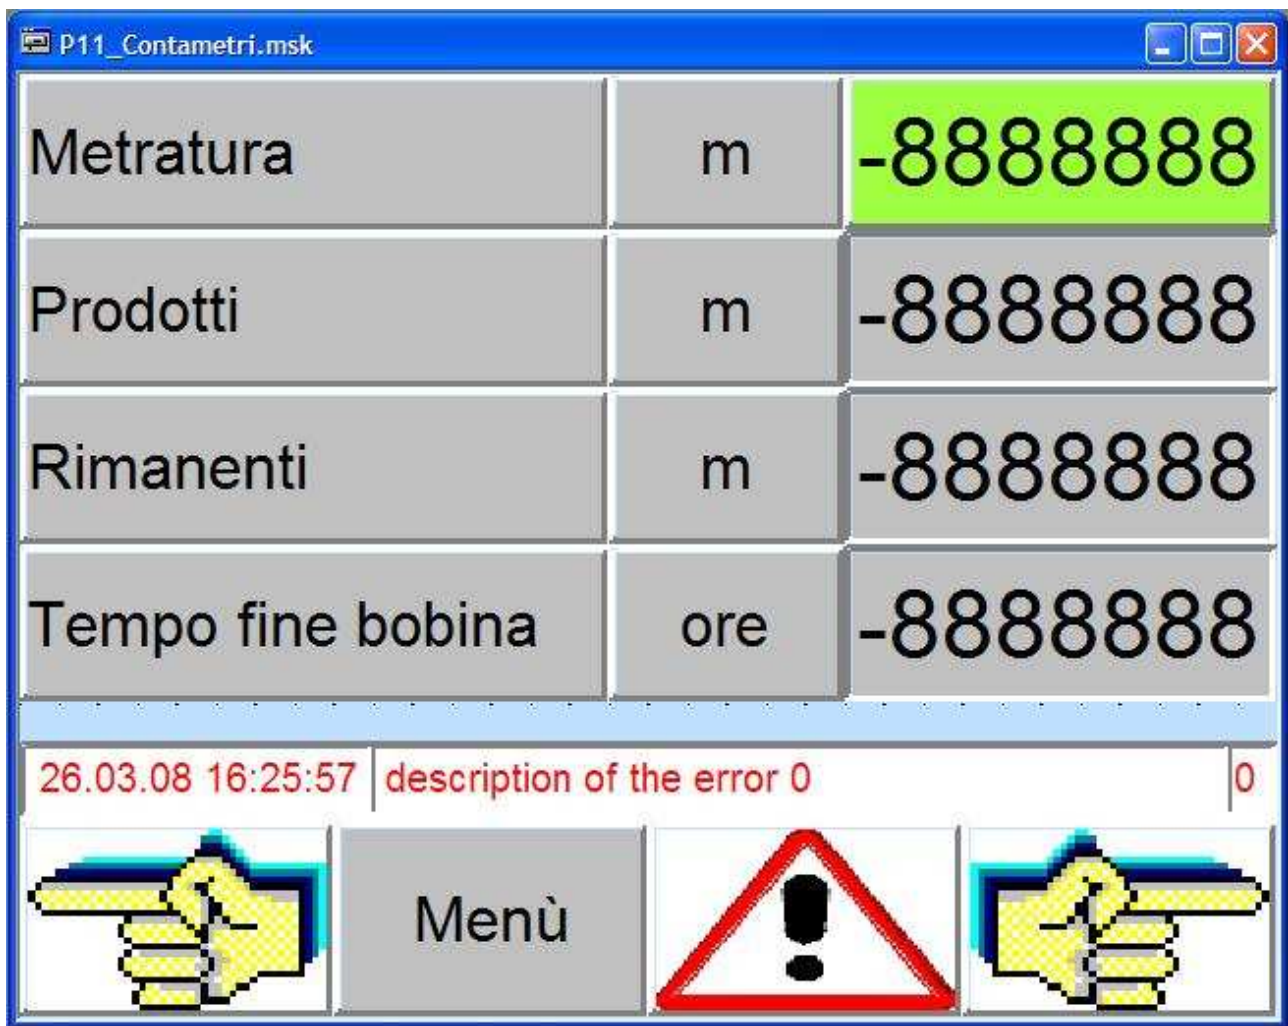 P11_Contametri.msk
Metratura m -8888888
Prodotti m -8888888
Rimanenti m -8888888
Tempo fine bobina ore -8888888
26.03.08 16:25:57 description of the error 0 0
Menù